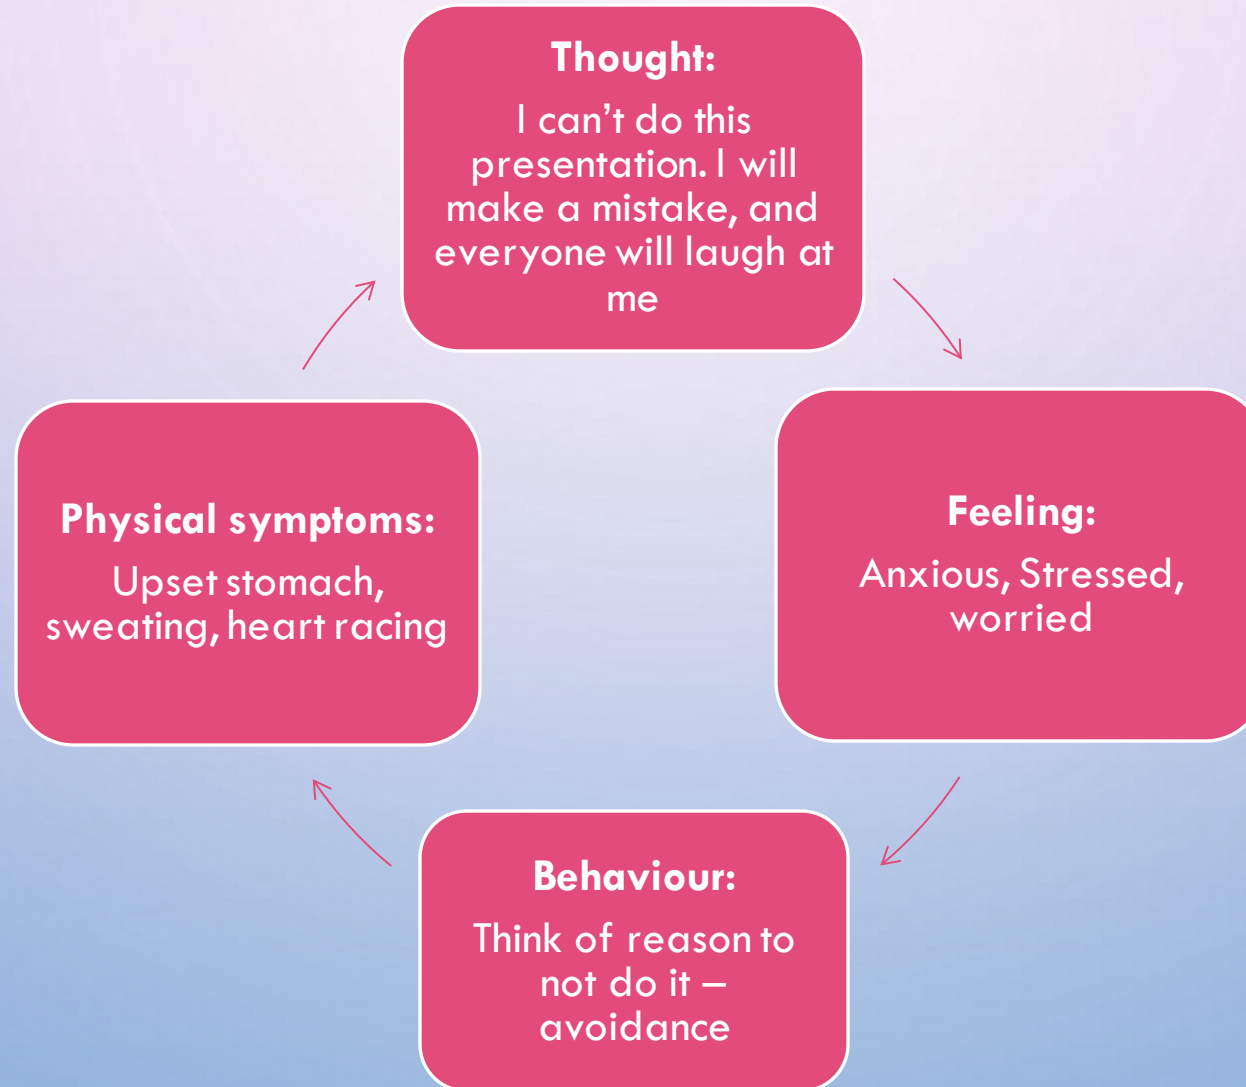 Thought:
I can’t do this
presentation. I will
make a mistake, and
everyone will laugh at
me
Feeling:
Anxious, Stressed,
worried
Behaviour:
Think of reason to
not do it –
avoidance
Physical symptoms:
Upset stomach,
sweating, heart racing